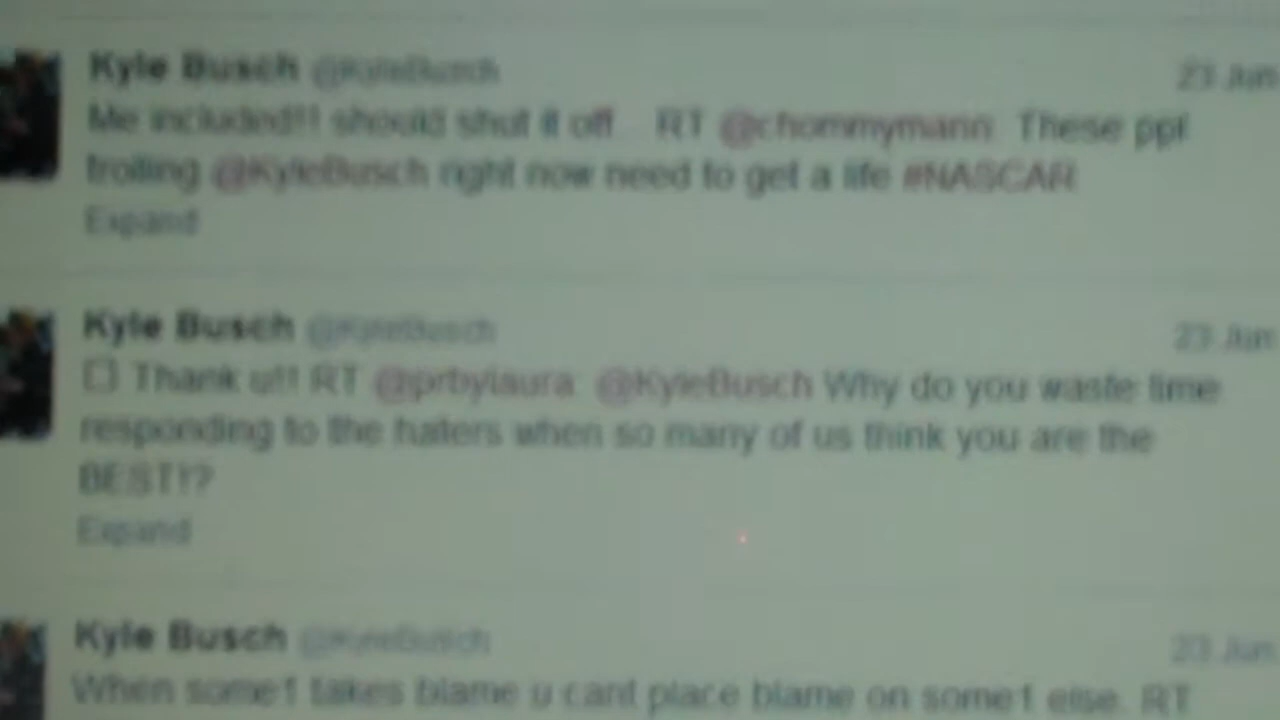 Kyle Busch @KyleBusch 23 Jun
Me included!! should shut it off... RT @chommymann: These ppl
trolling @KyleBusch right now need to get a life #NASCAR
Expand
Kyle Busch @KyleBusch 23 Jun
Thank u!! RT @prbylaura: @KyleBusch Why do you waste time
responding to the haters when so many of us think you are the
BEST!?
Expand
Kyle Busch @KyleBusch 23 Jun
When some1 takes blame u cant place blame on some1 else. RT